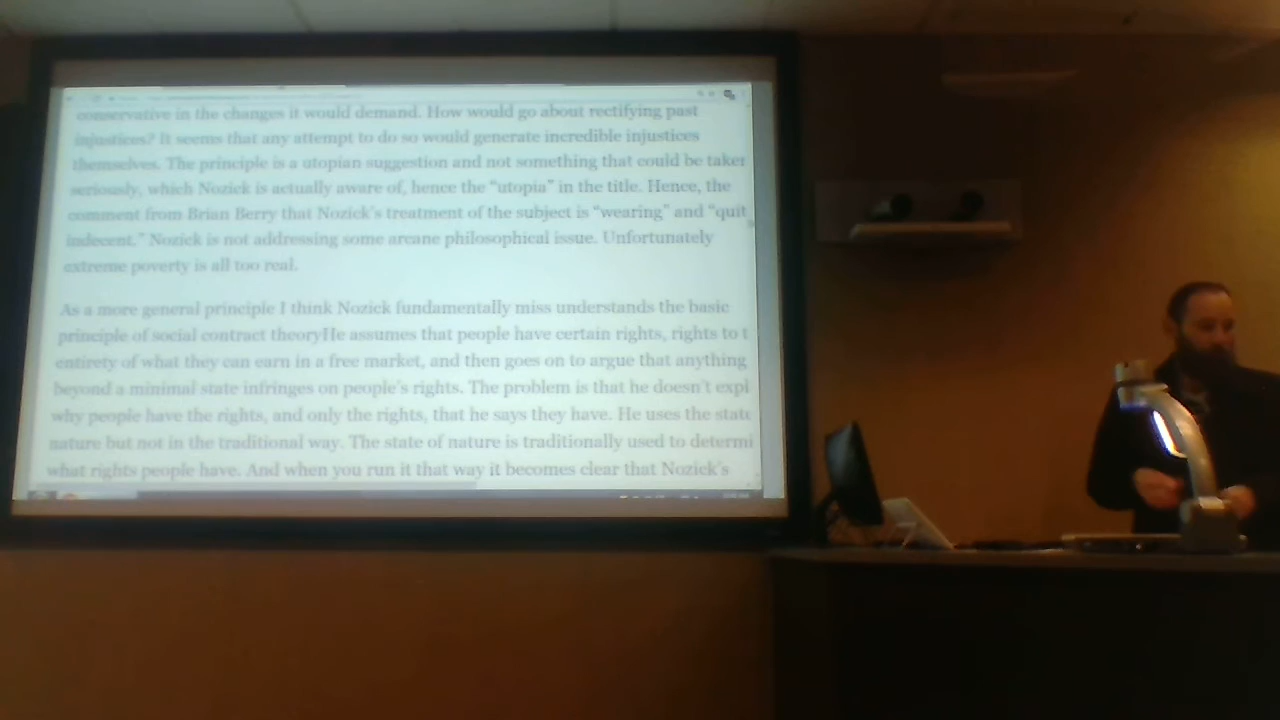 conservative in the changes it would demand. How would go about rectifying past
injustices? It seems that any attempt to do so would generate incredible injustices
themselves. The principle is a utopian suggestion and not something that could be taken
seriously, which Nozick is actually aware of, hence the “utopia” in the title. Hence, the
comment from Brian Berry that Nozick’s treatment of the subject is “wearing” and “quit
indecent.” Nozick is not addressing some arcane philosophical issue. Unfortunately
extreme poverty is all too real.
As a more general principle I think Nozick fundamentally miss understands the basic
principle of social contract theoryHe assumes that people have certain rights, rights to t
entirety of what they can earn in a free market, and then goes on to argue that anything
beyond a minimal state infringes on people’s rights. The problem is that he doesn’t expl
why people have the rights, and only the rights, that he says they have. He uses the state
nature but not in the traditional way. The state of nature is traditionally used to determi
what rights people have. And when you run it that way it becomes clear that Nozick’s